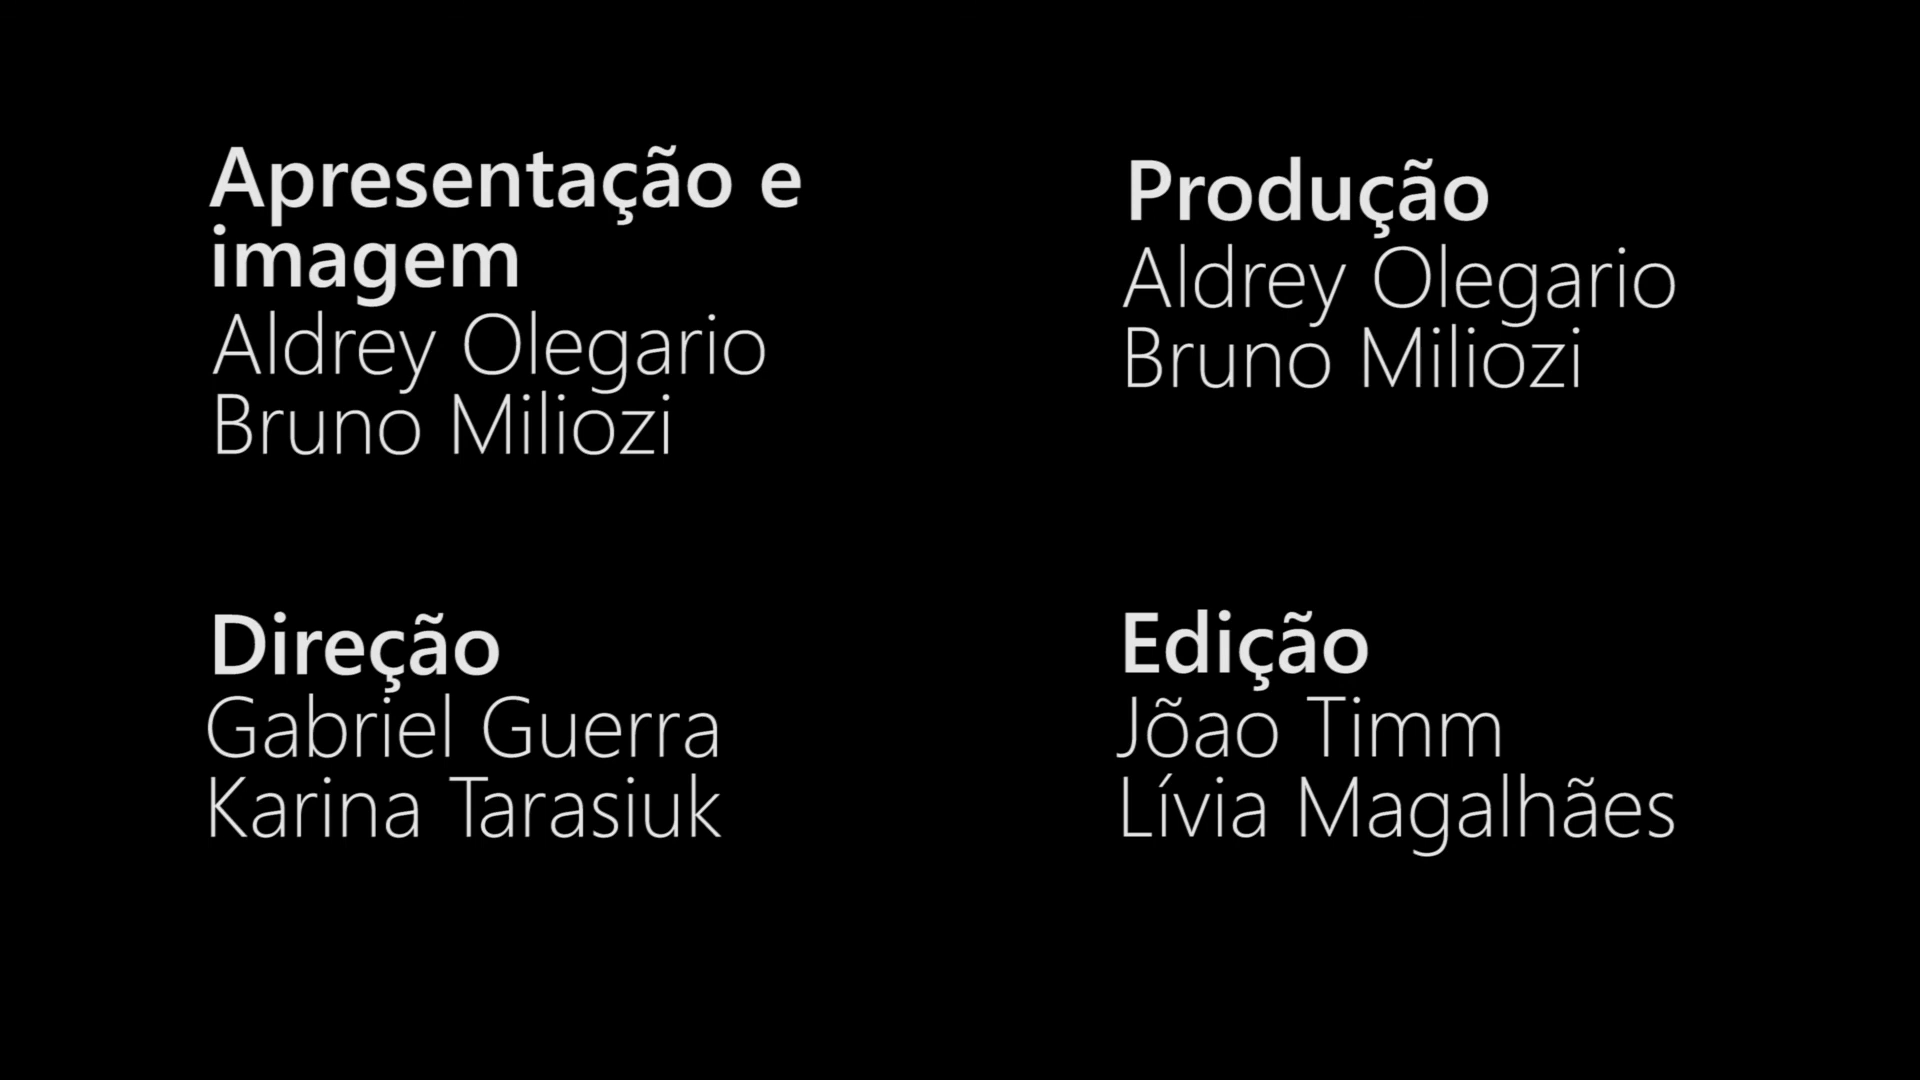 Apresentação e
imagem
Aldrey Olegario
Bruno Miliozi
Produção
Aldrey Olegario
Bruno Miliozi
Direção
Gabriel Guerra
Karina Tarasiuk
Edição
Jõao Timm
Lívia Magalhães